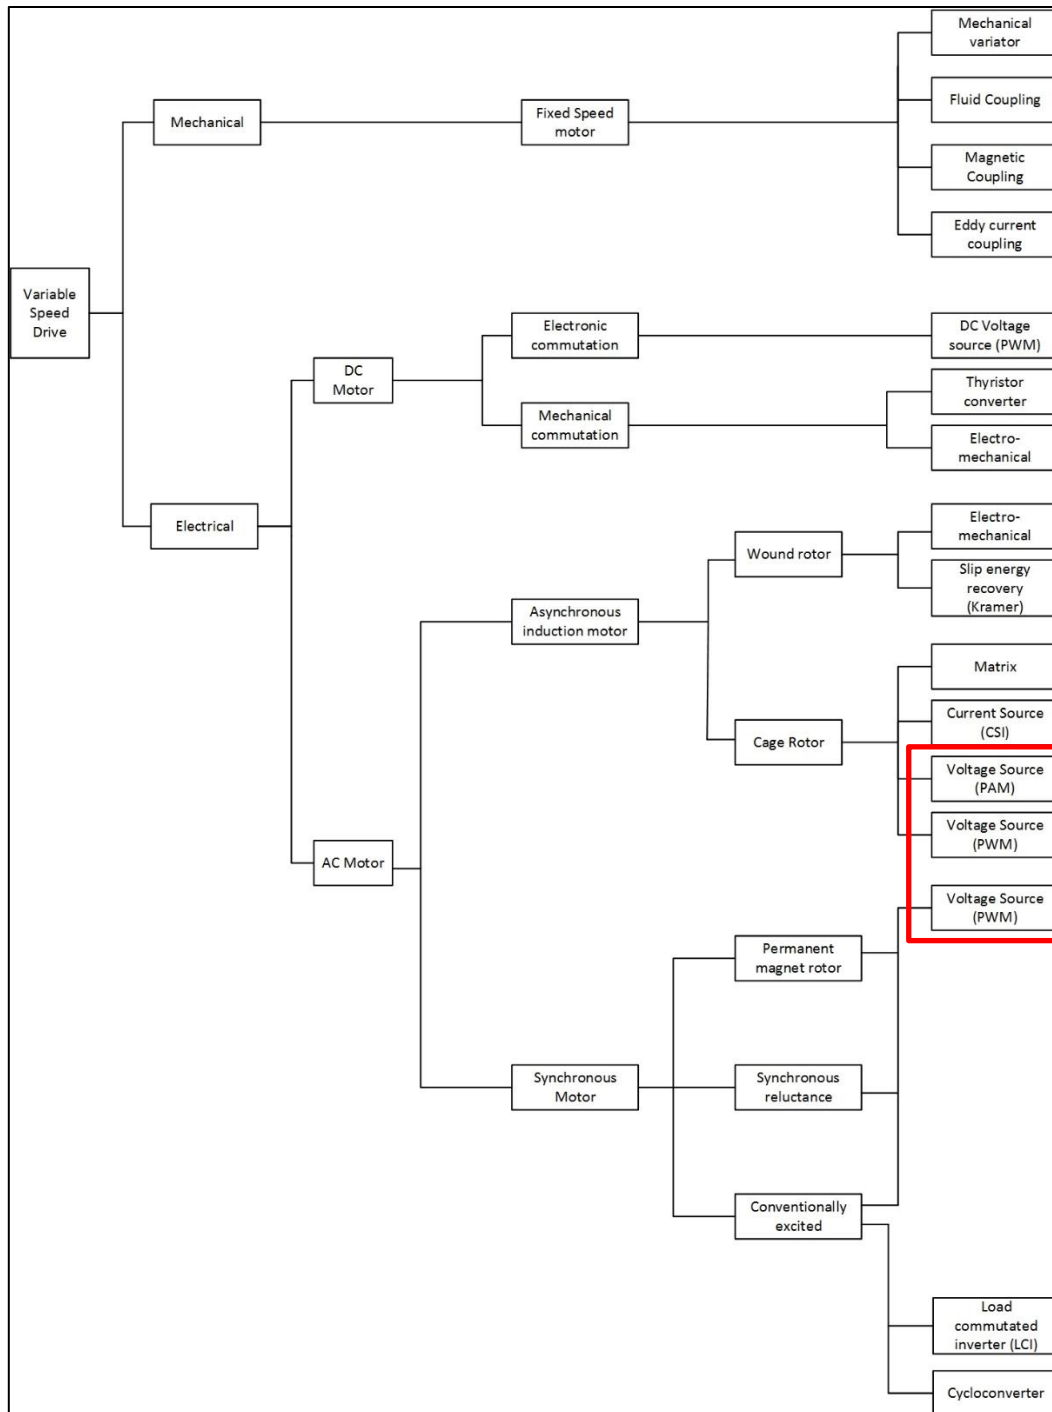 Mechanical
variator
Fluid Coupling
Magnetic
Coupling
Eddy current
coupling
Mechanical
Fixed Speed
motor
Variable
Speed
Drive
Electronic
commutation
DC Voltage
source (PWM)
DC
Motor
Thyristor
converter
Mechanical
commutation
Electro-
mechanical
Electrical
Wound rotor
Electro-
mechanical
Slip energy
recovery
(Kramer)
Asynchronous
induction motor
Matrix
Cage Rotor
Current Source
(CSI)
Voltage Source
(PAM)
Voltage Source
(PWM)
AC Motor
Voltage Source
(PWM)
Permanent
magnet rotor
Synchronous
Motor
Synchronous
reluctance
Conventionally
excited
Load
commutated
inverter (LCI)
Cycloconverter